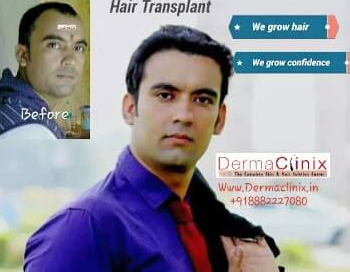 Hair Transplant
We grow hair
We grow confidence
Before
DermaClinix
The Complete Skin & Hair Solution Center
Www.Dermaclinix.in
+918882227080